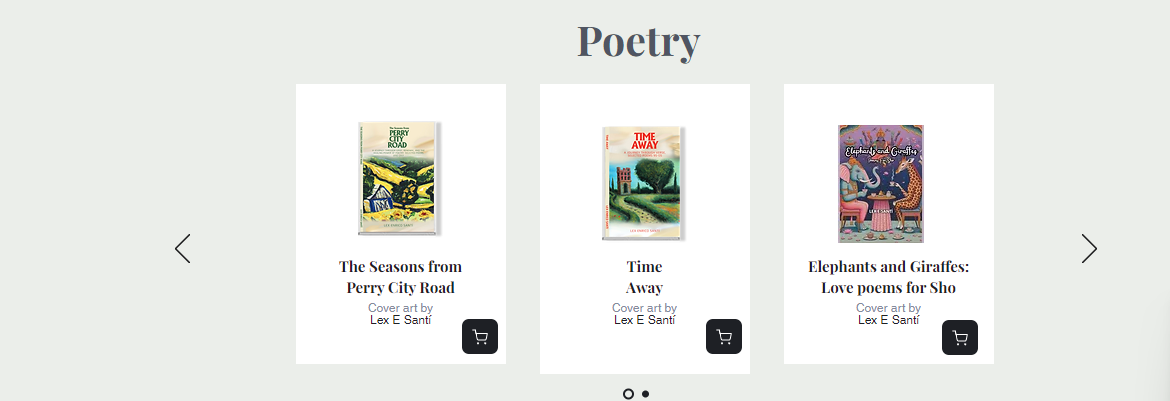 Poetry
PERRY
CITY
ROAD
The Seasons from
Perry City Road
Cover art by
Lex E Santí
TIME
AWAY
Time
Away
Cover art by
Lex E Santí
Elephants and Giraffes
LEX E SANTÍ
Elephants and Giraffes:
Love poems for Sho
Cover art by
Lex E Santí